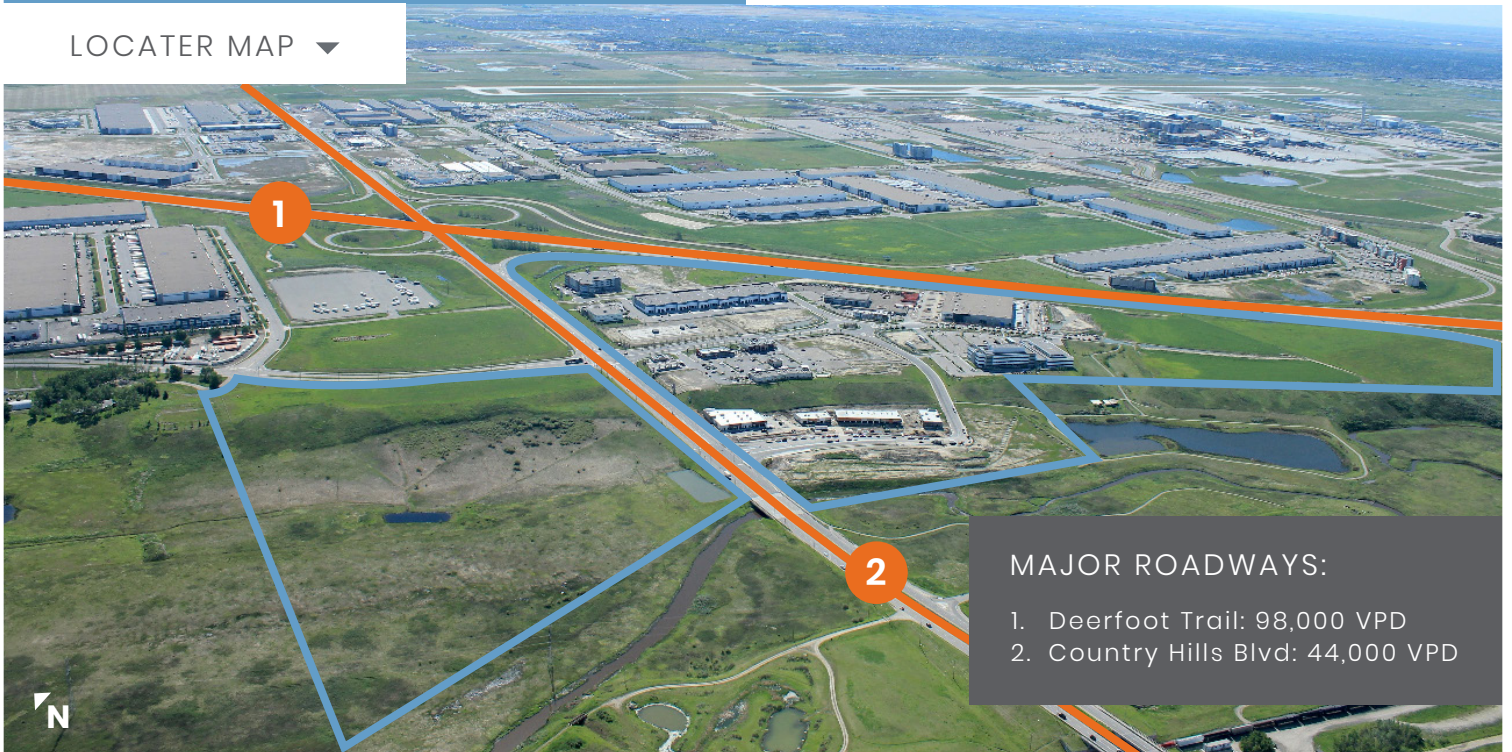 LOCATER MAP
1
2
MAJOR ROADWAYS:
1. Deerfoot Trail: 98,000 VPD
2. Country Hills Blvd: 44,000 VPD
N